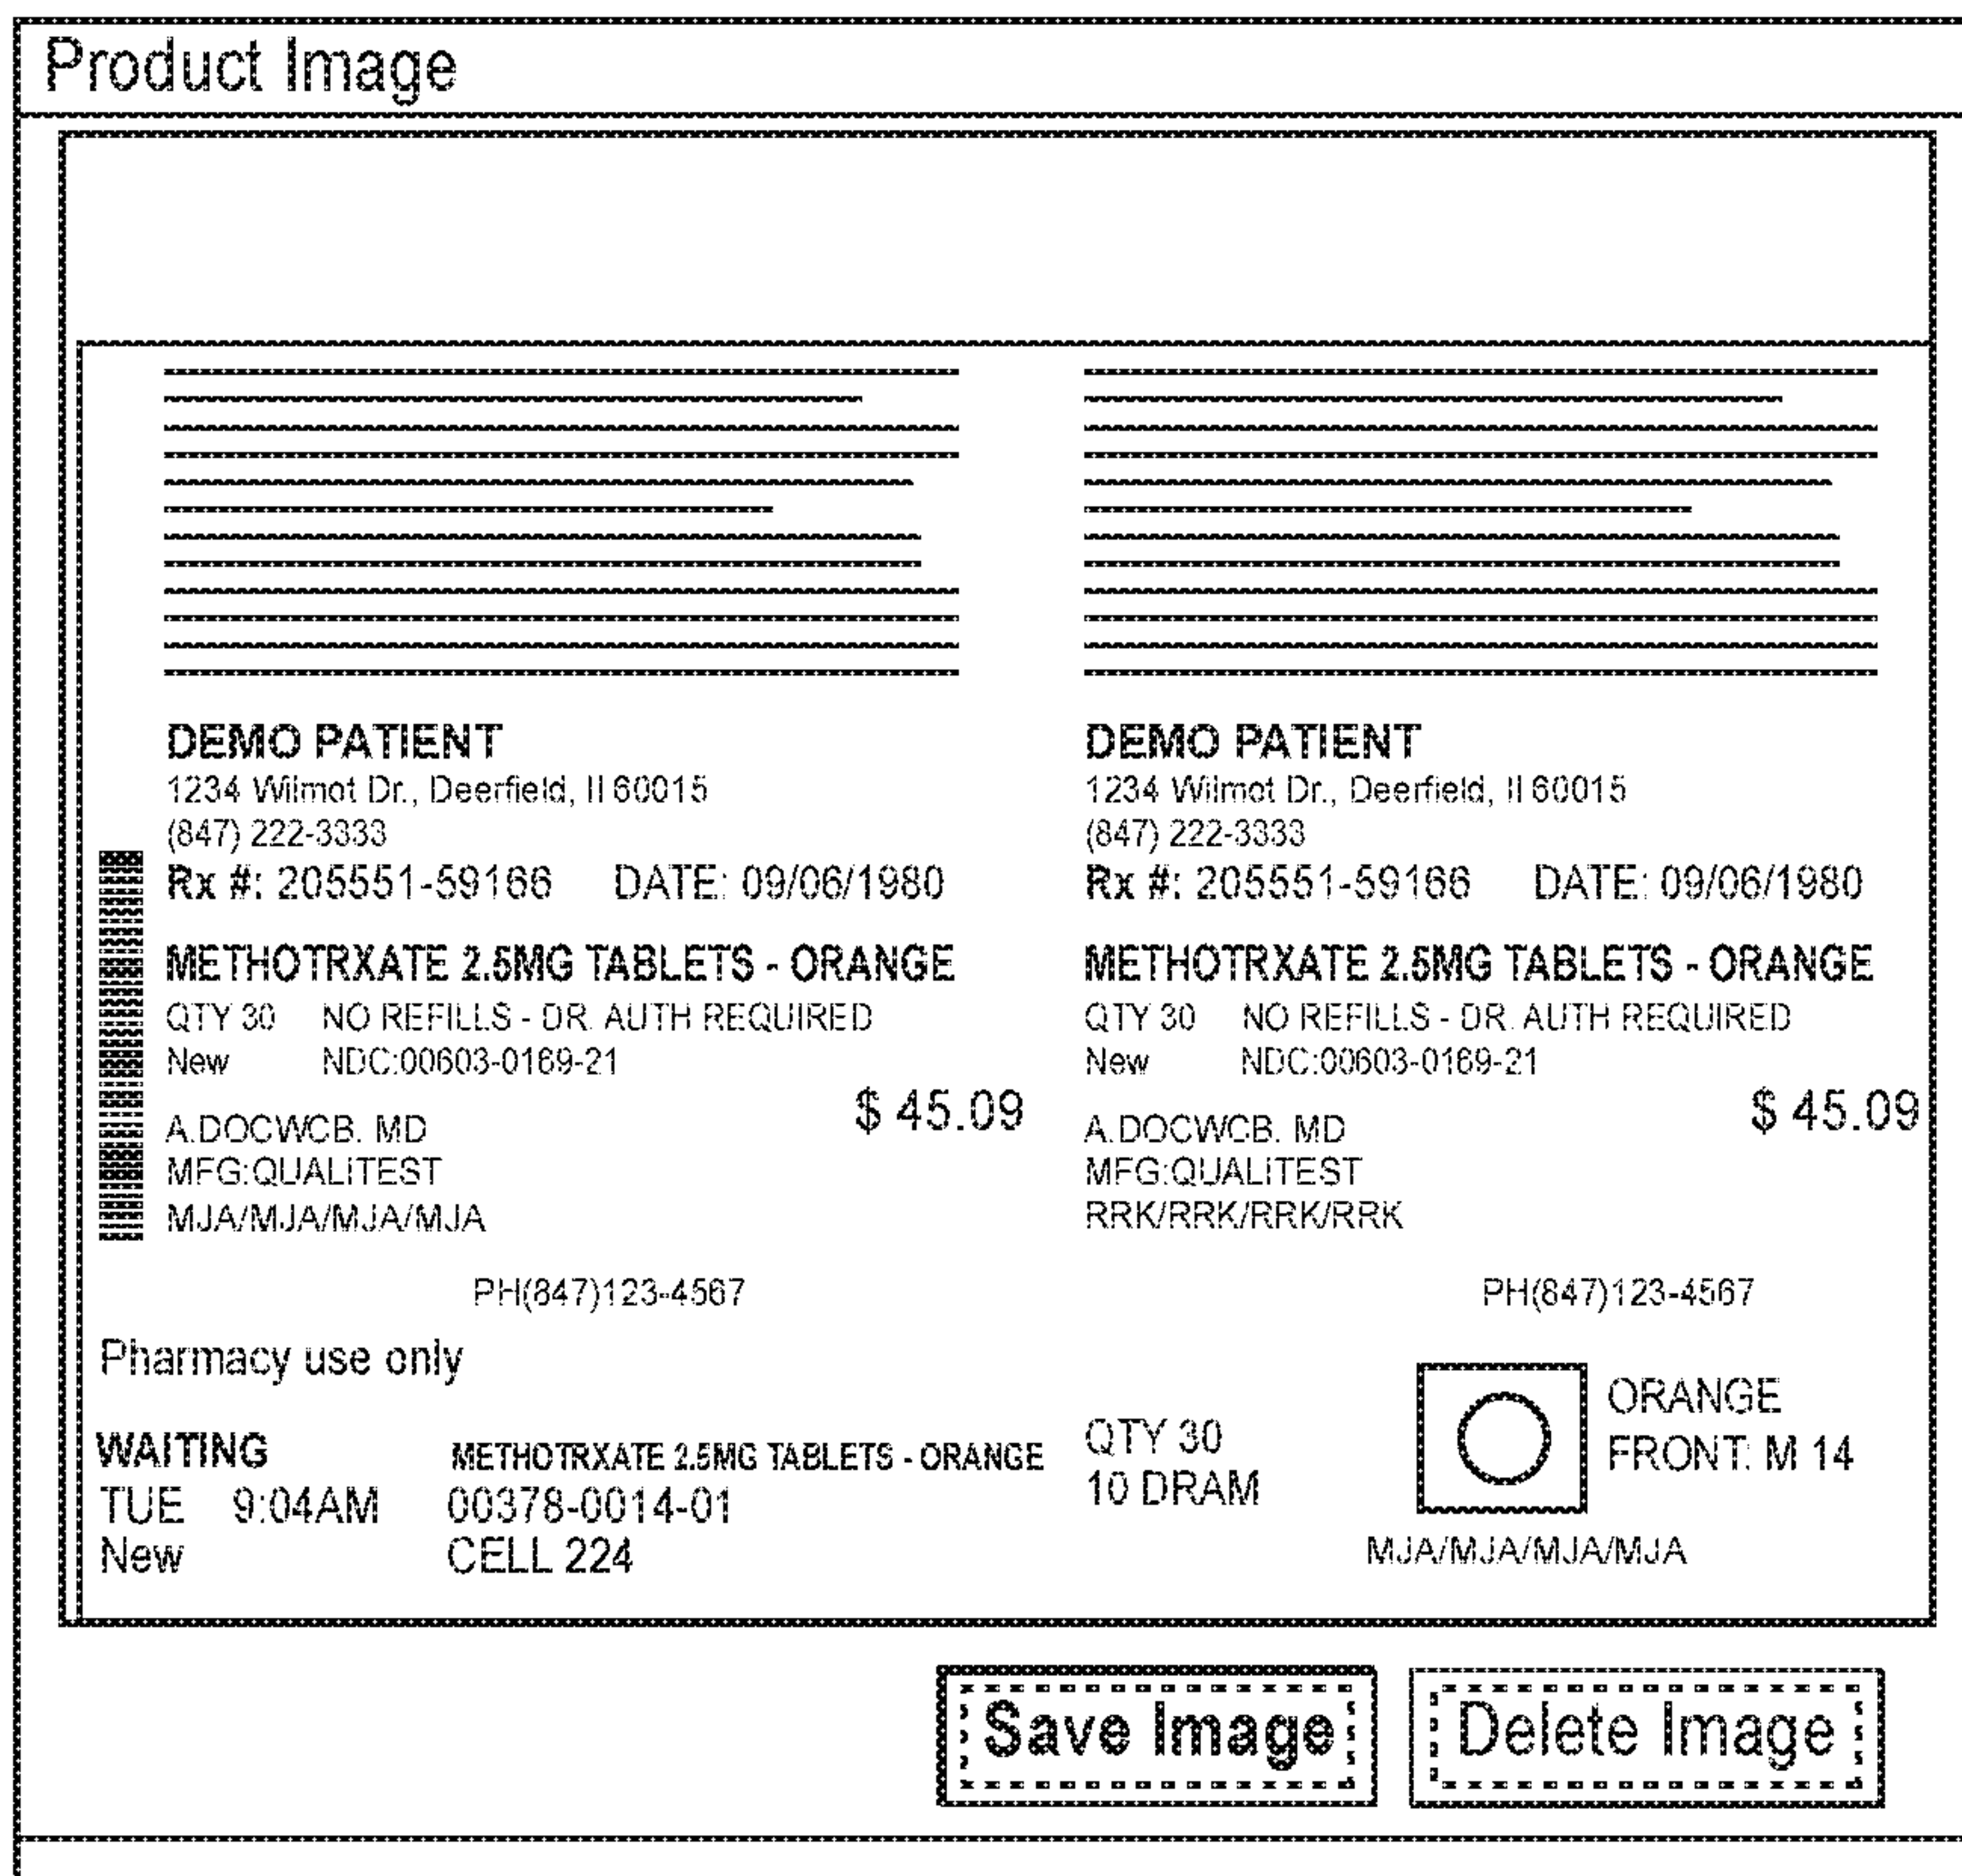 Product Image
DEMO PATIENT
1234 Wilmot Dr., Deerfield, Il 60015
(847) 222-3333
Rx #: 205551-59166 DATE: 09/06/1980
METHOTRXATE 2.5MG TABLETS - ORANGE
QTY 30 NO REFILLS - DR. AUTH REQUIRED
New NDC:00603-0169-21
$ 45.09
A.DOCWCB. MD
MFG:QUALITEST
MJA/MJA/MJA/MJA
PH(847)123-4567
DEMO PATIENT
1234 Wilmot Dr., Deerfield, Il 60015
(847) 222-3333
Rx #: 205551-59166 DATE: 09/06/1980
METHOTRXATE 2.5MG TABLETS - ORANGE
QTY 30 NO REFILLS - DR. AUTH REQUIRED
New NDC:00603-0169-21
$ 45.09
A.DOCWCB. MD
MFG:QUALITEST
RRK/RRK/RRK/RRK
PH(847)123-4567
Pharmacy use only
WAITING
TUE 9:04AM
New
METHOTRXATE 2.5MG TABLETS - ORANGE
00378-0014-01
CELL 224
QTY 30
10 DRAM
ORANGE
FRONT: M 14
MJA/MJA/MJA/MJA
Save Image
Delete Image